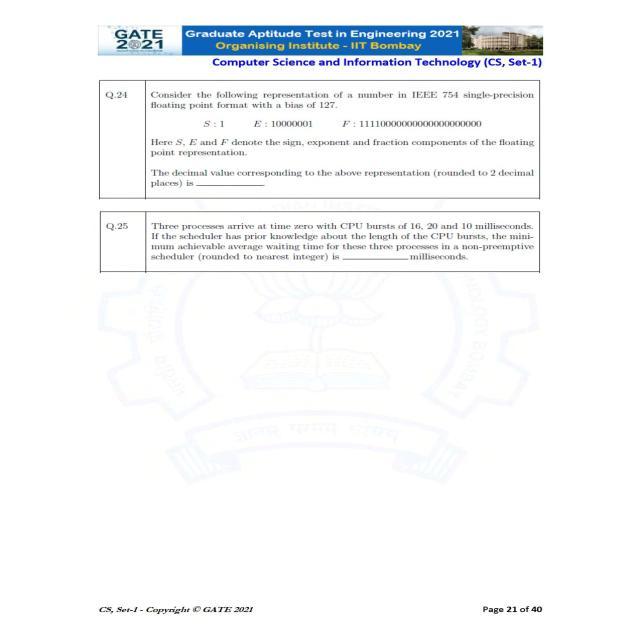 GATE
2021
Graduate Aptitude Test in Engineering 2021
Organising Institute - IIT Bombay
Computer Science and Information Technology (CS, Set-1)
Q.24
Consider the following representation of a number in IEEE 754 single-precision
floating point format with a bias of 127.
S : 1 E : 10000001 F : 11110000000000000000000
Here S, E and F denote the sign, exponent and fraction components of the floating
point representation.
The decimal value corresponding to the above representation (rounded to 2 decimal
places) is ____________
Q.25
Three processes arrive at time zero with CPU bursts of 16, 20 and 10 milliseconds.
If the scheduler has prior knowledge about the length of the CPU bursts, the mini-
mum achievable average waiting time for these three processes in a non-preemptive
scheduler (rounded to nearest integer) is ____________ milliseconds.
CS, Set-1 - Copyright © GATE 2021
Page 21 of 40